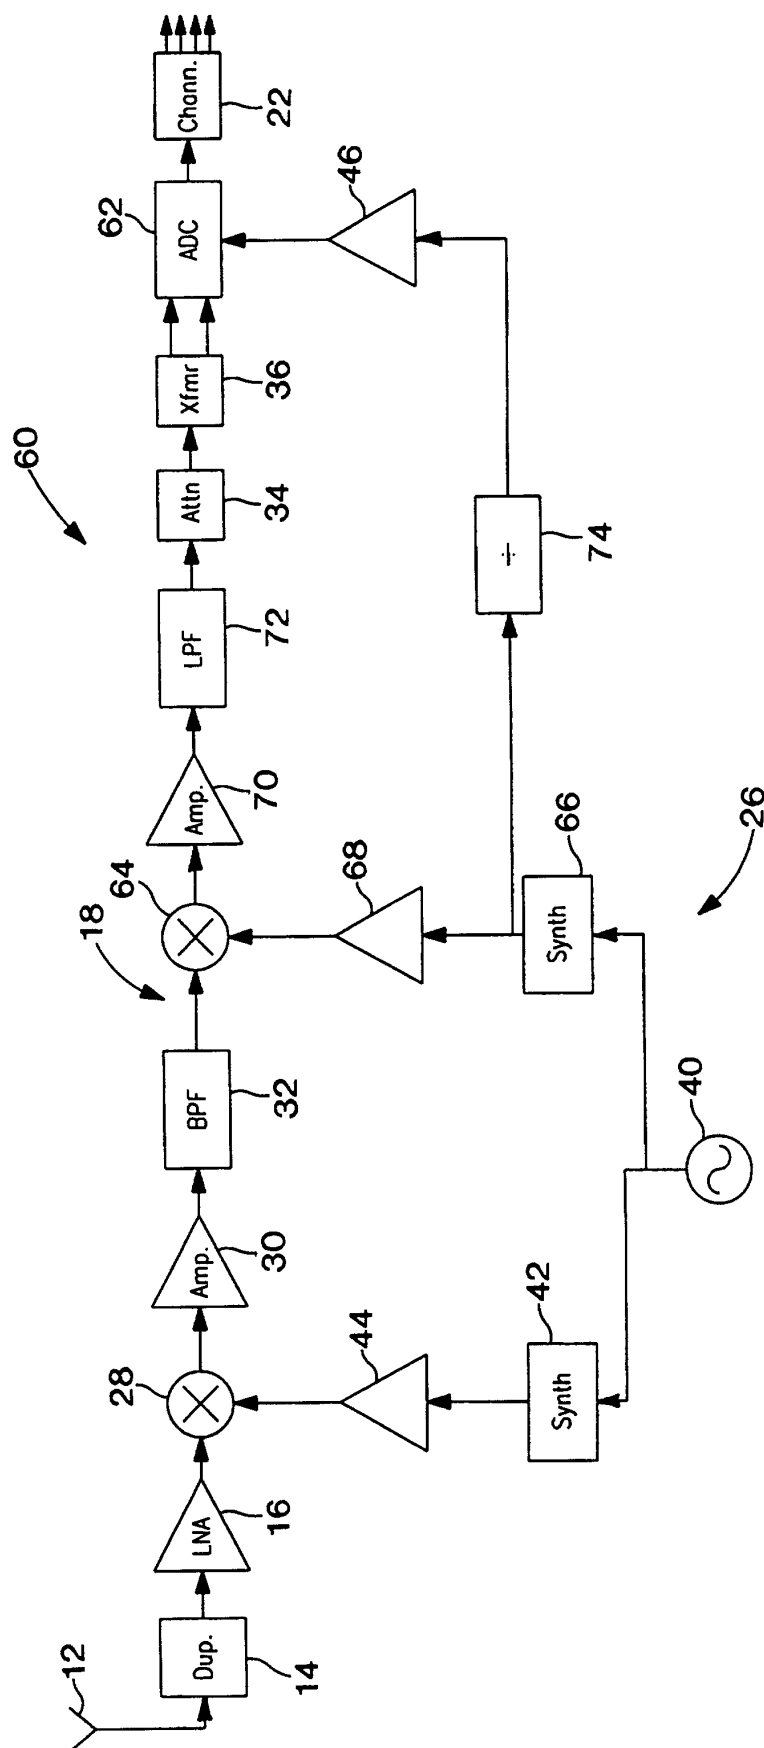 60
12
Dup.
14
LNA
16
28
Amp.
30
BPF
32
18
64
Amp.
70
LPF
72
Attn
34
Xfmr
36
62
ADC
Chann.
22
44
68
46
Synth
42
Synth
66
÷
74
40
26